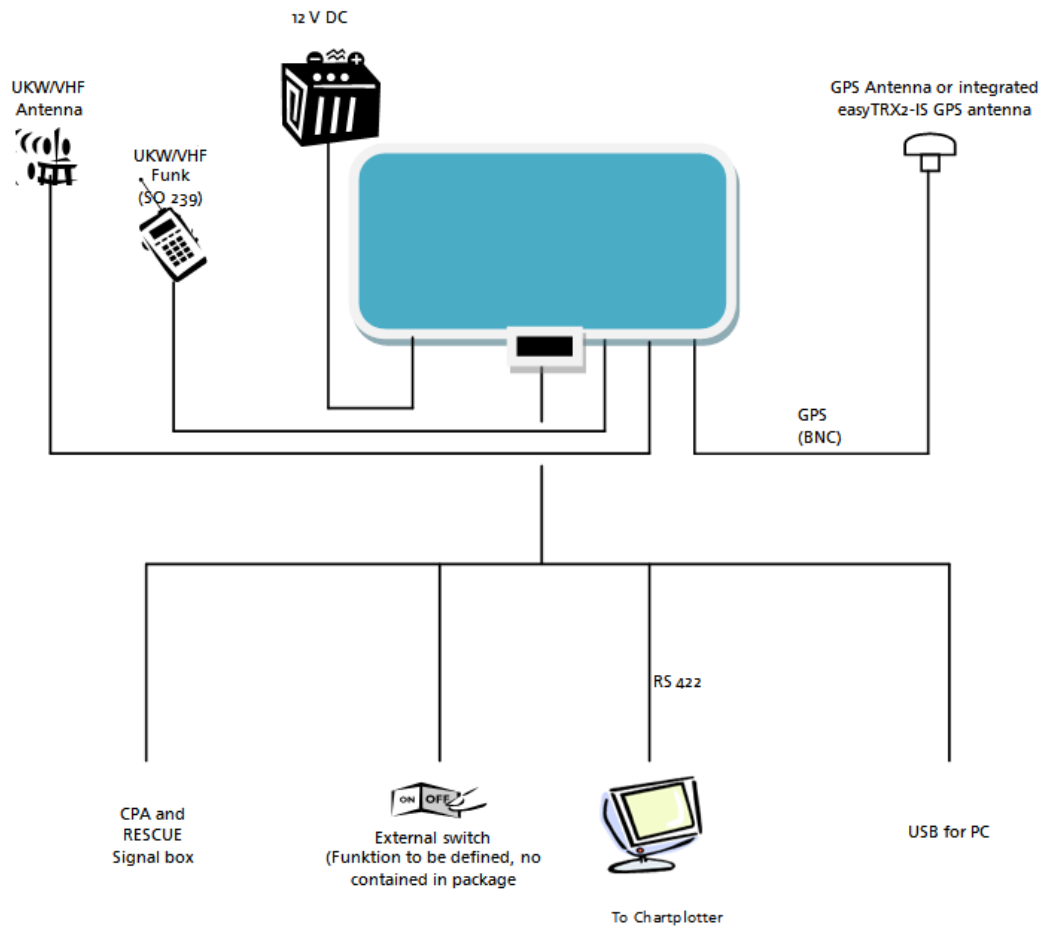 12 V DC
UKW/VHF
Antenna
GPS Antenna or integrated
easyTRX2-IS GPS antenna
UKW/VHF
Funk
(SO 239)
GPS
(BNC)
RS 422
ON OFF
CPA and
RESCUE
Signal box
External switch
(Funktion to be defined, no
contained in package
USB for PC
To Chartplotter